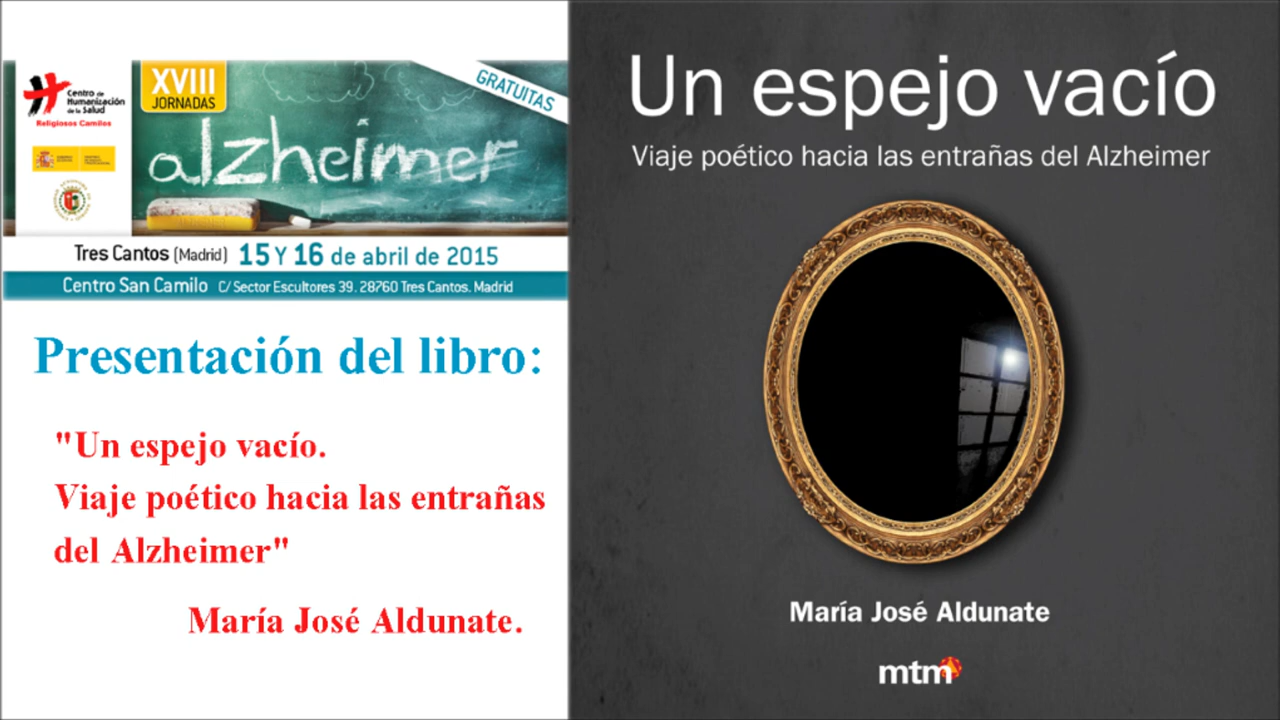 Centro de
Humanización
de la Salud
Religiosos Camilos
XVIII
JORNADAS
GRATUITAS
alzheimer
Tres Cantos (Madrid) 15 Y 16 de abril de 2015
Centro San Camilo C/ Sector Escultores 39. 28760 Tres Cantos. Madrid
Presentación del libro:
"Un espejo vacío.
Viaje poético hacia las entrañas
del Alzheimer"
María José Aldunate.
Un espejo vacío
Viaje poético hacia las entrañas del Alzheimer
María José Aldunate
mtm